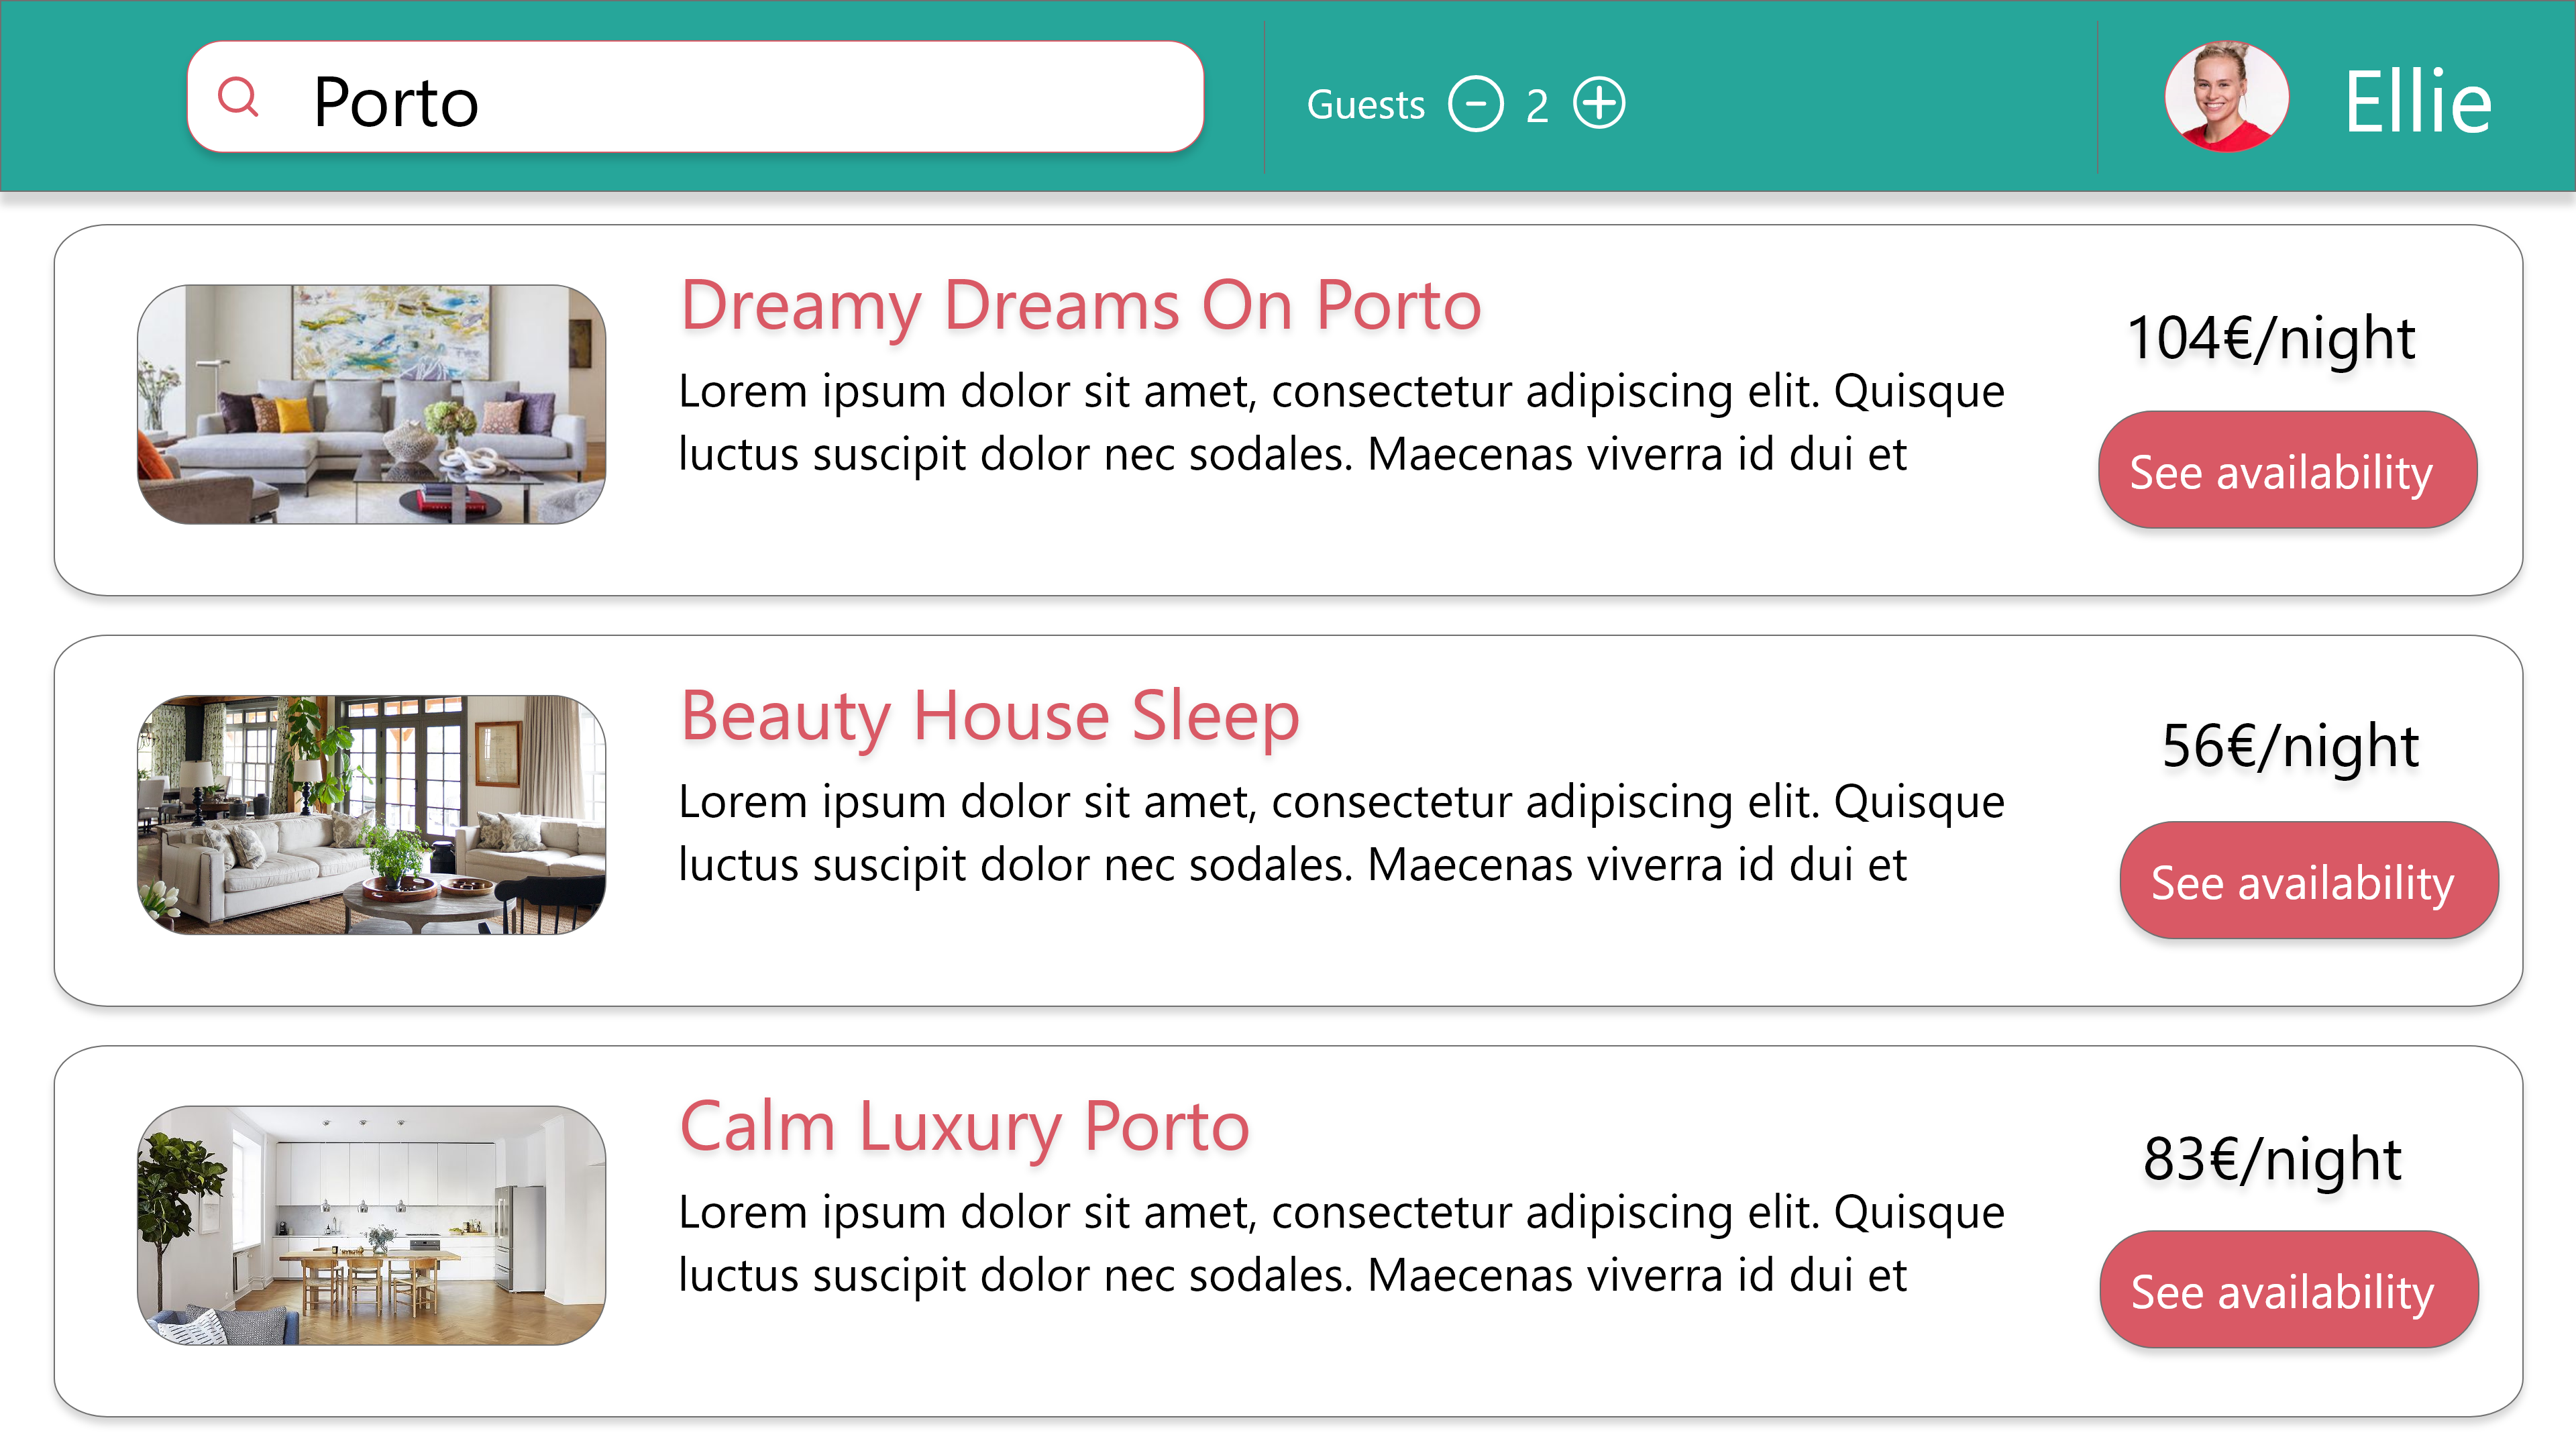 Porto
Guests 2
Ellie
Dreamy Dreams On Porto
Lorem ipsum dolor sit amet, consectetur adipiscing elit. Quisque
luctus suscipit dolor nec sodales. Maecenas viverra id dui et
104€/night
See availability
Beauty House Sleep
Lorem ipsum dolor sit amet, consectetur adipiscing elit. Quisque
luctus suscipit dolor nec sodales. Maecenas viverra id dui et
56€/night
See availability
Calm Luxury Porto
Lorem ipsum dolor sit amet, consectetur adipiscing elit. Quisque
luctus suscipit dolor nec sodales. Maecenas viverra id dui et
83€/night
See availability